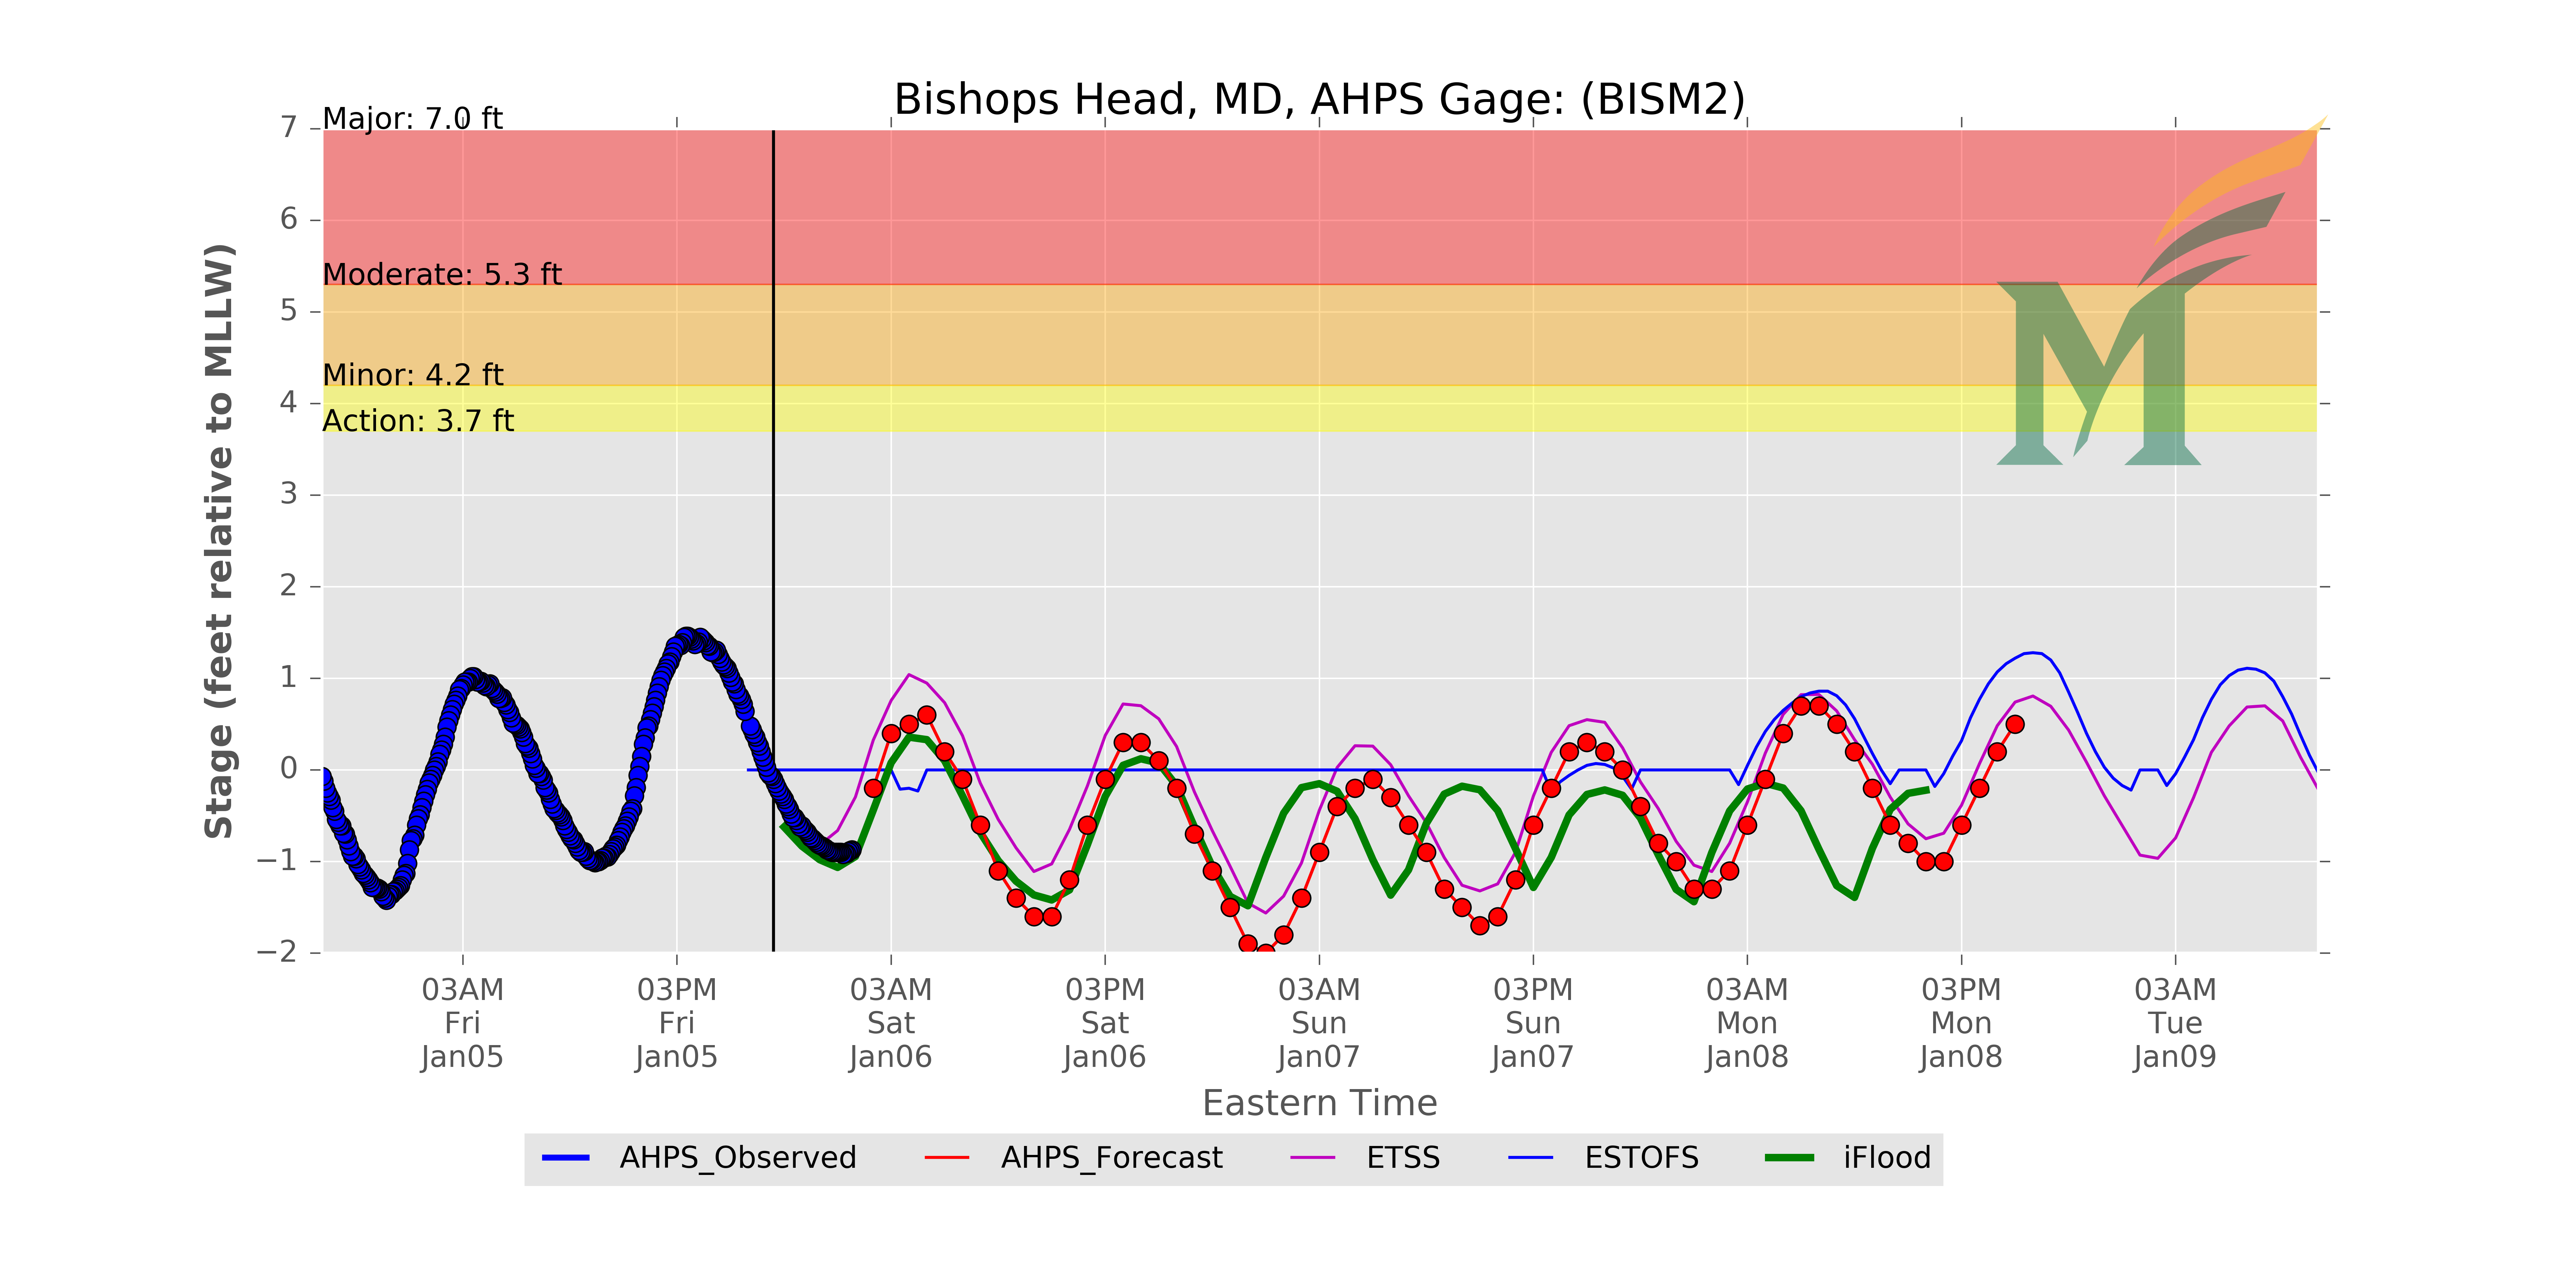 Bishops Head, MD, AHPS Gage: (BISM2)
Major: 7.0 ft
Moderate: 5.3 ft
Minor: 4.2 ft
Action: 3.7 ft
7
6
5
4
3
2
1
0
−1
−2
Stage (feet relative to MLLW)
03AM
Fri
Jan05
03PM
Fri
Jan05
03AM
Sat
Jan06
03PM
Sat
Jan06
03AM
Sun
Jan07
03PM
Sun
Jan07
03AM
Mon
Jan08
03PM
Mon
Jan08
03AM
Tue
Jan09
Eastern Time
AHPS_Observed
AHPS_Forecast
ETSS
ESTOFS
iFlood
M